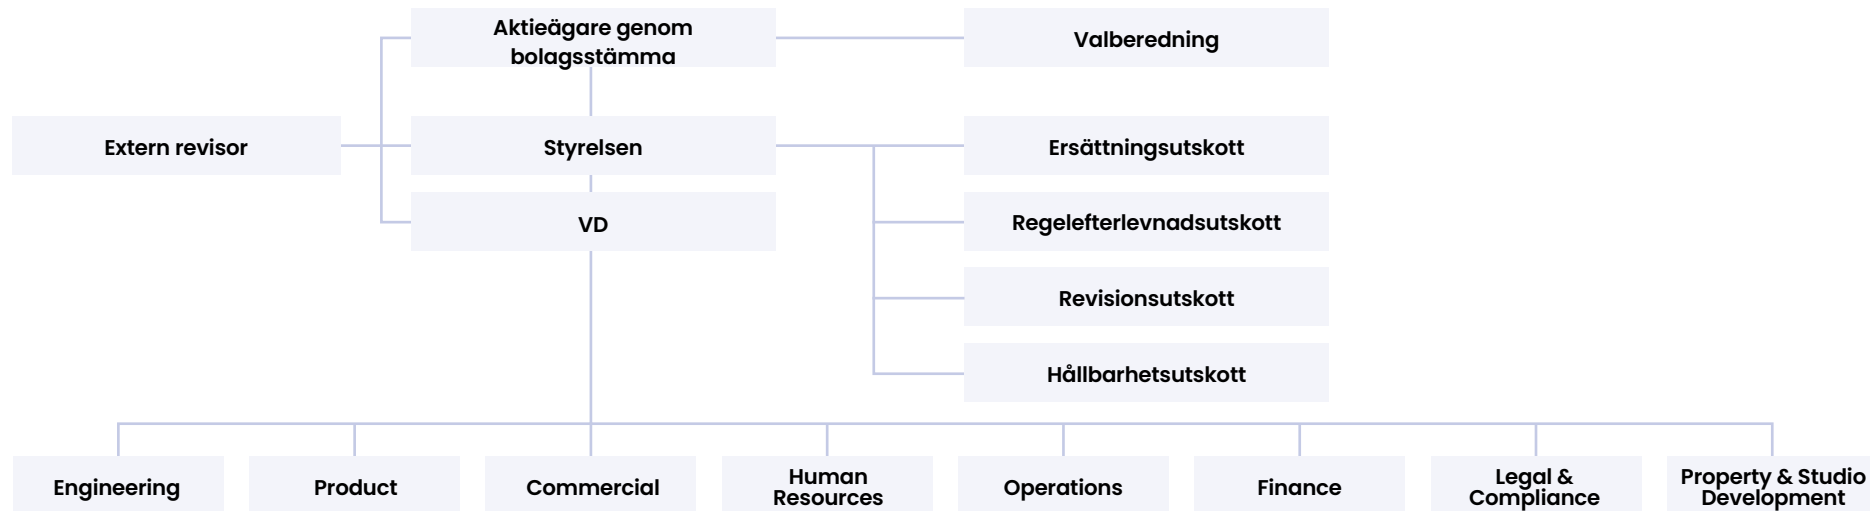 Aktieägare genom
bolagsstämma
Valberedning
Extern revisor
Styrelsen
Ersättningsutskott
VD
Regelefterlevnadsutskott
Revisionsutskott
Hållbarhetsutskott
Engineering
Product
Commercial
Human
Resources
Operations
Finance
Legal &
Compliance
Property & Studio
Development